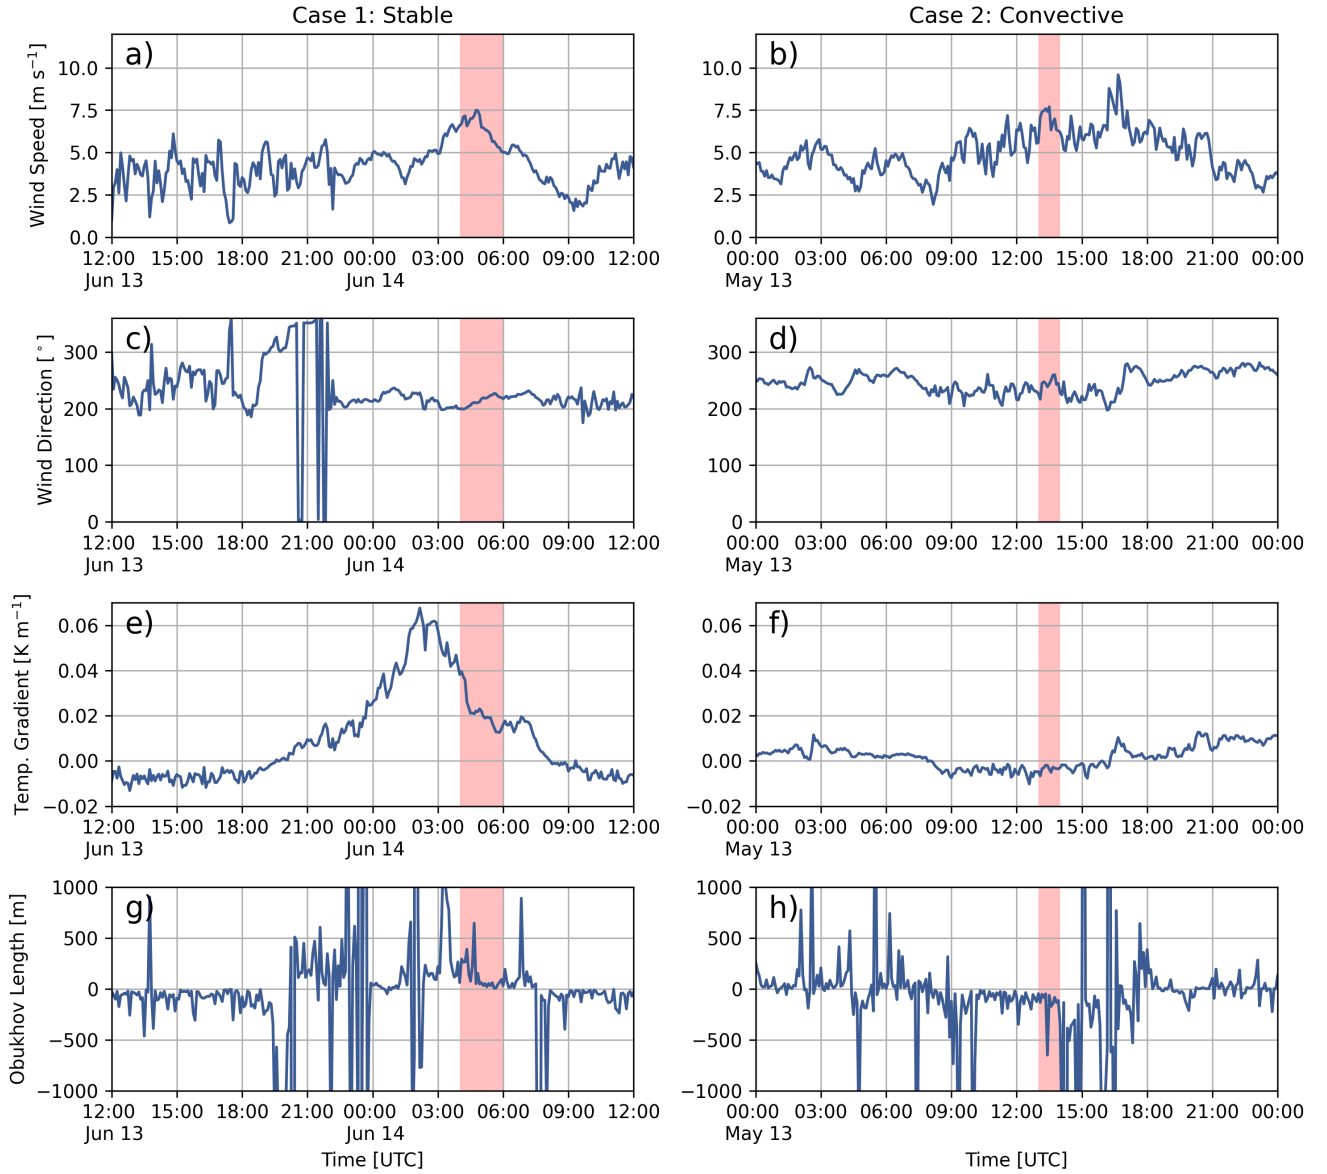 Case 1: Stable
Case 2: Convective
a)
b)
Wind Speed [m s⁻¹]
10.0
7.5
5.0
2.5
0.0
10.0
7.5
5.0
2.5
0.0
12:00 15:00 18:00 21:00 00:00 03:00 06:00 09:00 12:00
Jun 13 Jun 14
00:00 03:00 06:00 09:00 12:00 15:00 18:00 21:00 00:00
May 13
c)
d)
Wind Direction [°]
300
200
100
0
300
200
100
0
12:00 15:00 18:00 21:00 00:00 03:00 06:00 09:00 12:00
Jun 13 Jun 14
00:00 03:00 06:00 09:00 12:00 15:00 18:00 21:00 00:00
May 13
e)
f)
Temp. Gradient [K m⁻¹]
0.06
0.04
0.02
0.00
−0.02
0.06
0.04
0.02
0.00
−0.02
12:00 15:00 18:00 21:00 00:00 03:00 06:00 09:00 12:00
Jun 13 Jun 14
00:00 03:00 06:00 09:00 12:00 15:00 18:00 21:00 00:00
May 13
g)
h)
Obukhov Length [m]
1000
500
0
−500
−1000
1000
500
0
−500
−1000
12:00 15:00 18:00 21:00 00:00 03:00 06:00 09:00 12:00
Jun 13 Jun 14
00:00 03:00 06:00 09:00 12:00 15:00 18:00 21:00 00:00
May 13
Time [UTC]
Time [UTC]